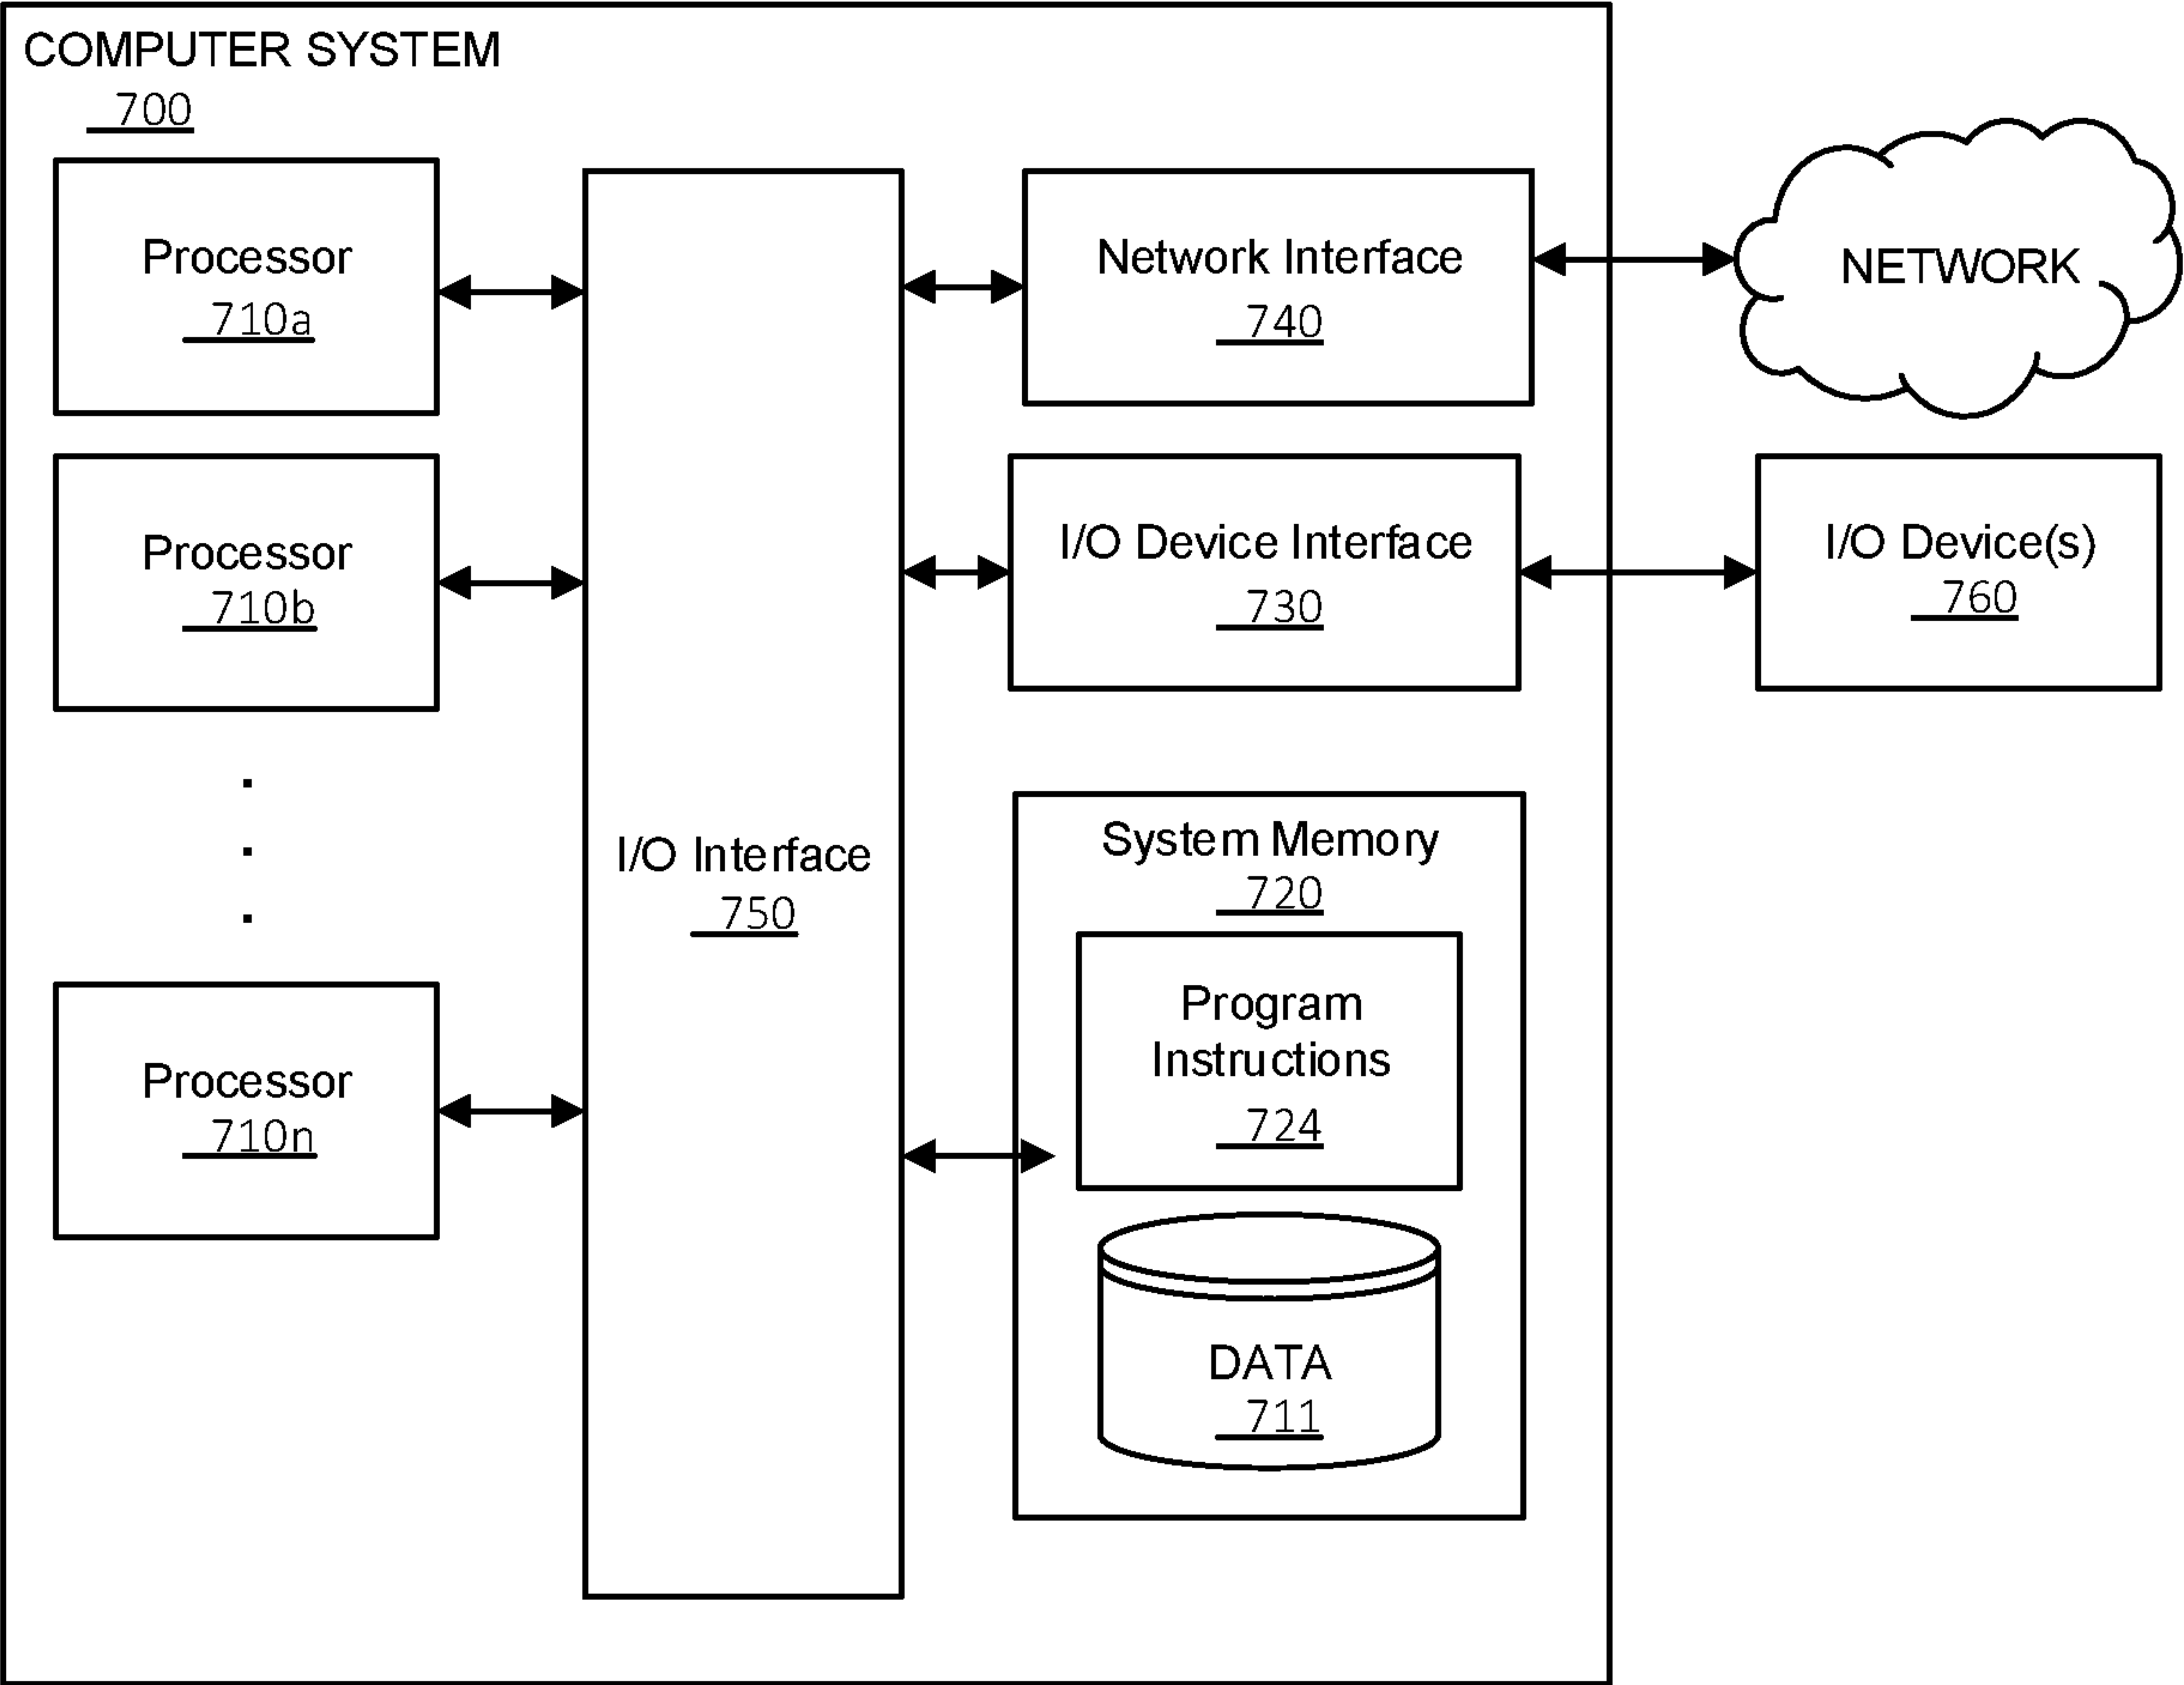 COMPUTER SYSTEM
700
Processor
710a
Processor
710b
.
.
.
Processor
710n
I/O Interface
750
Network Interface
740
I/O Device Interface
730
System Memory
720
Program
Instructions
724
DATA
711
NETWORK
I/O Device(s)
760